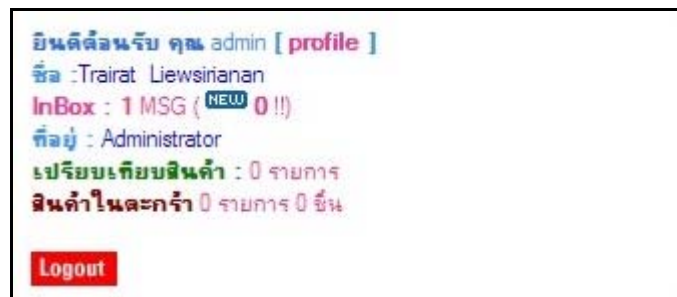 ยินดีต้อนรับ คุณ admin [ profile ]
ชื่อ :Trairat Liewsirianan
InBox : 1 MSG ( NEW 0 !!)
ที่อยู่ : Administrator
เปรียบเทียบสินค้า : 0 รายการ
สินค้าในตะกร้า 0 รายการ 0 ชิ้น
Logout